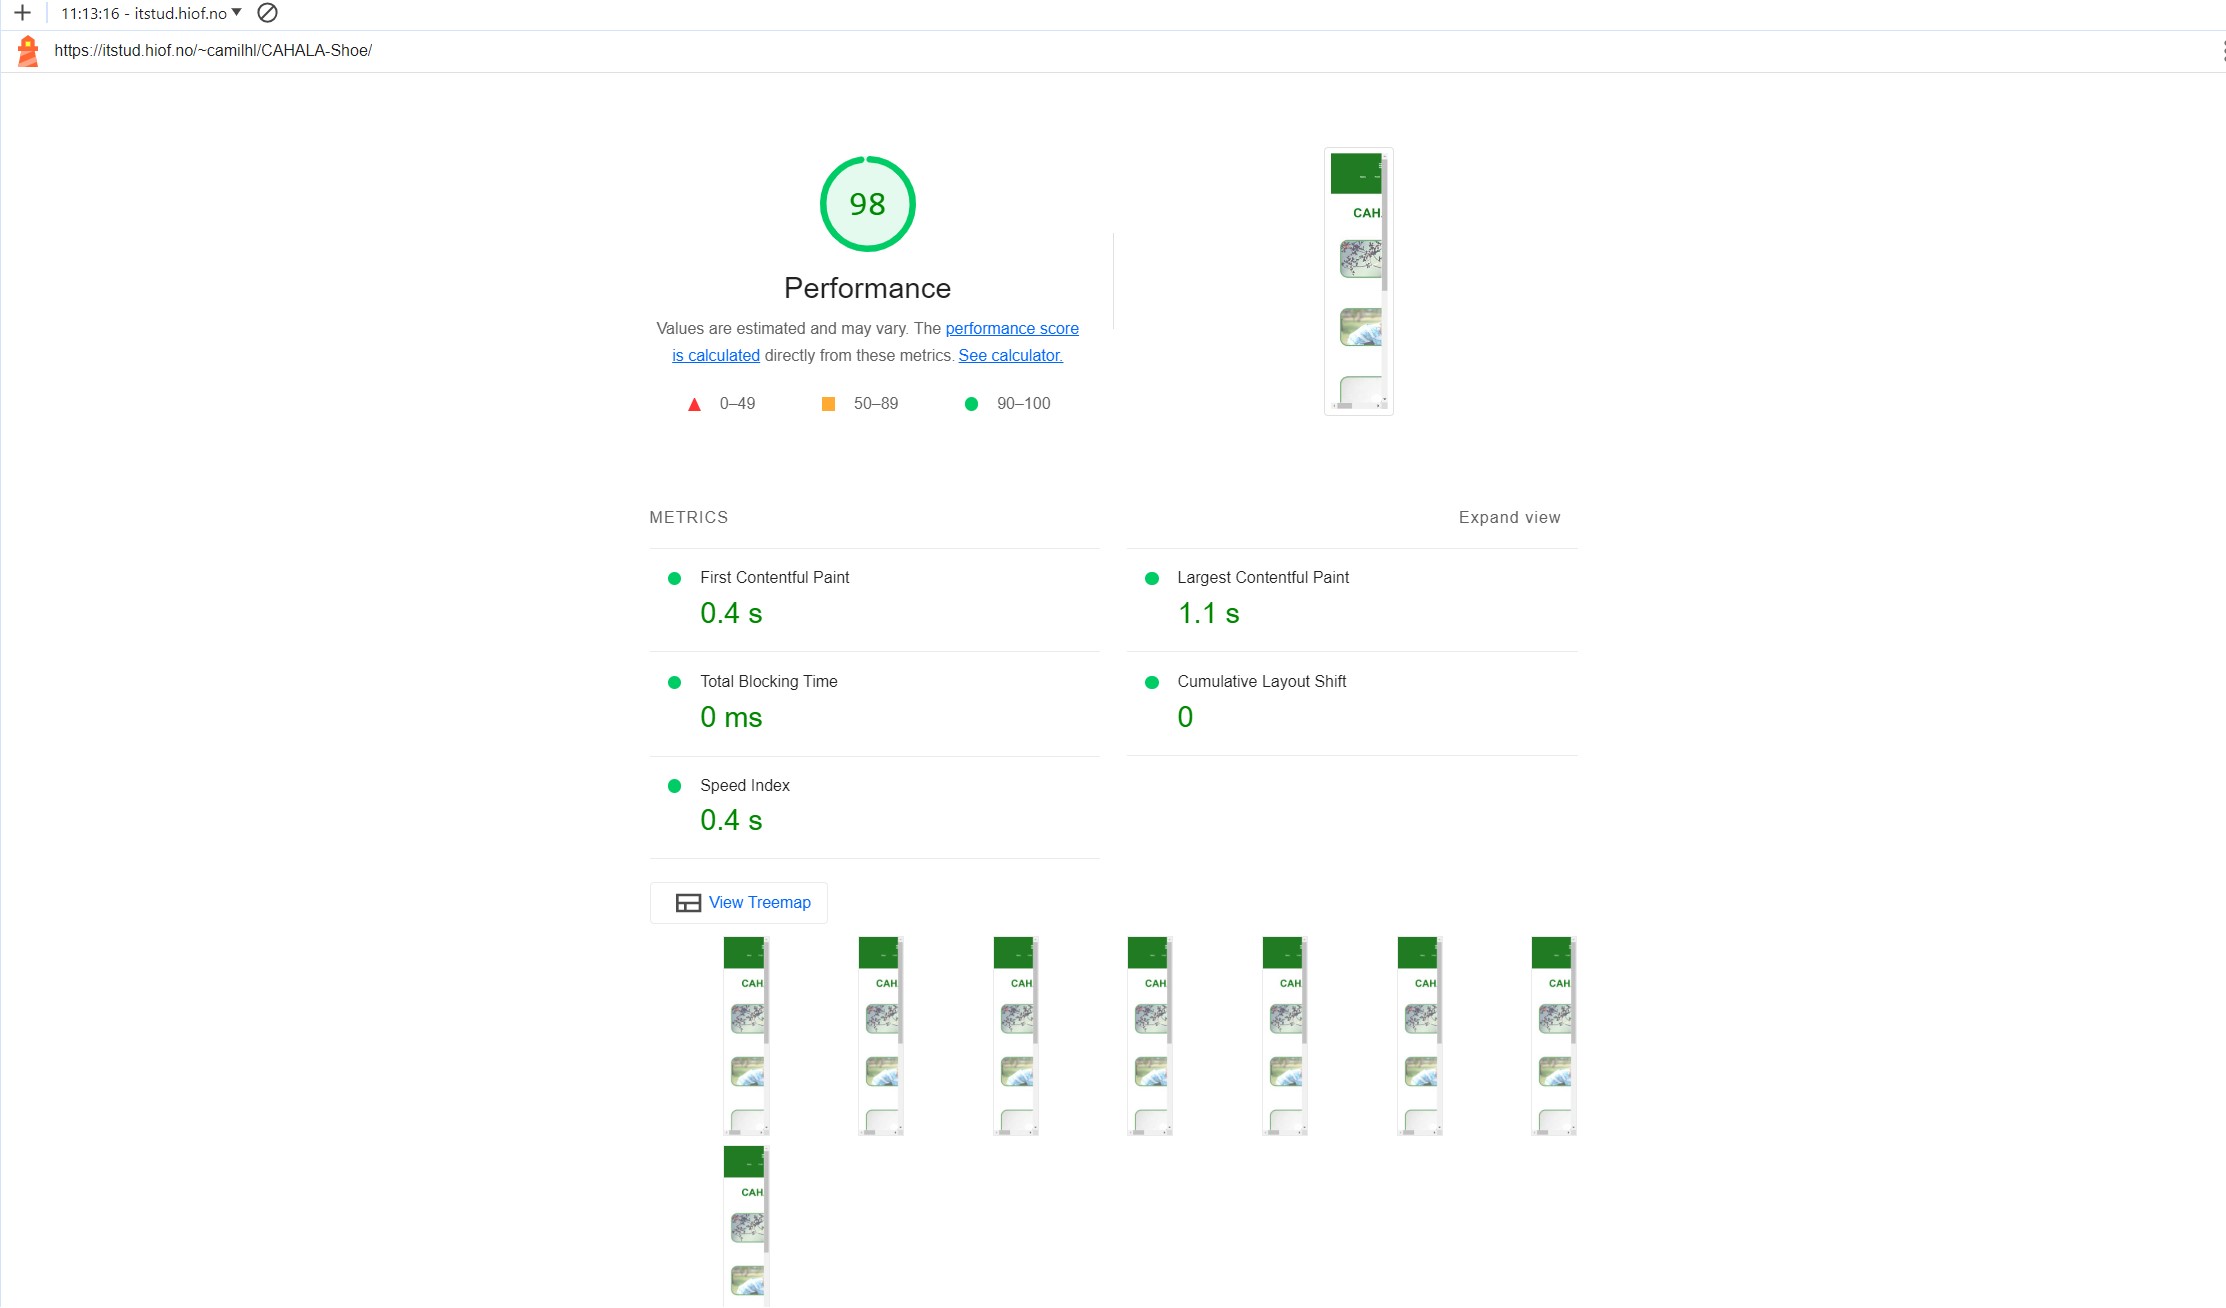 11:13:16 - itstud.hiof.no
https://itstud.hiof.no/~camilhl/CAHALA-Shoe/
98
Performance
Values are estimated and may vary. The performance score
is calculated directly from these metrics. See calculator.
0–49
50–89
90–100
CAH
METRICS
Expand view
First Contentful Paint
0.4 s
Largest Contentful Paint
1.1 s
Total Blocking Time
0 ms
Cumulative Layout Shift
0
Speed Index
0.4 s
View Treemap
CAH
CAH
CAH
CAH
CAH
CAH
CAH
CAH